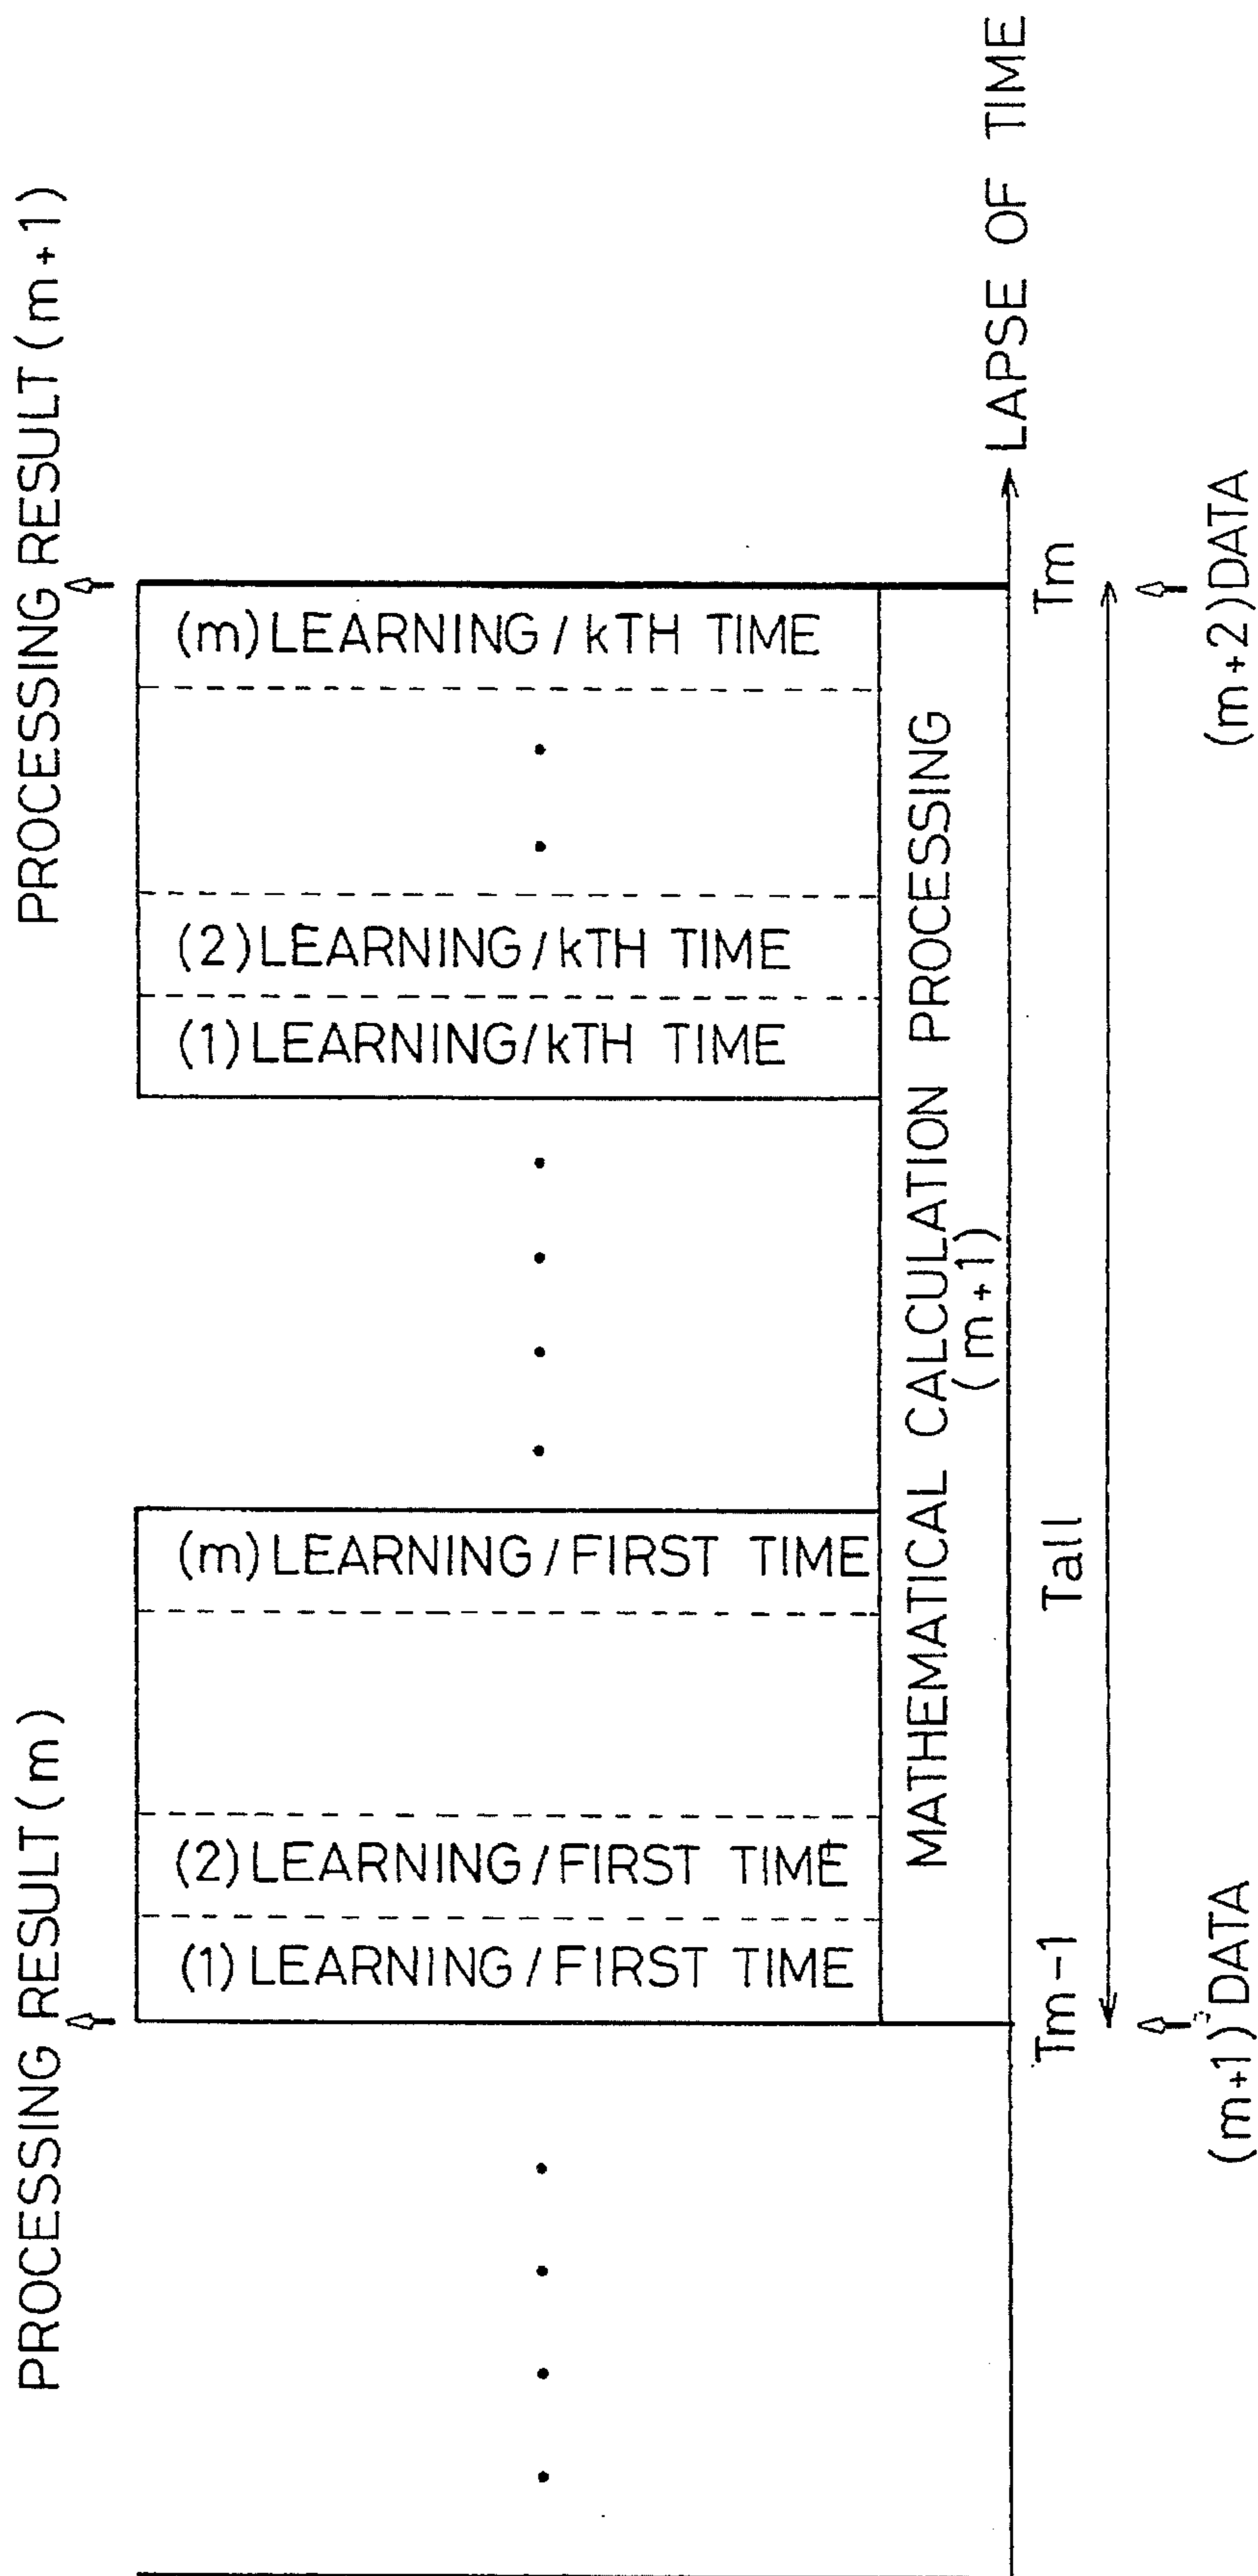 PROCESSING RESULT (m)
PROCESSING RESULT (m+1)
(1) LEARNING / FIRST TIME
(2) LEARNING / FIRST TIME
(m) LEARNING / FIRST TIME
(1) LEARNING/kTH TIME
(2) LEARNING/kTH TIME
(m) LEARNING / kTH TIME
MATHEMATICAL CALCULATION PROCESSING
(m+1)
LAPSE OF TIME
Tm-1
Tall
Tm
(m+1) DATA
(m+2) DATA